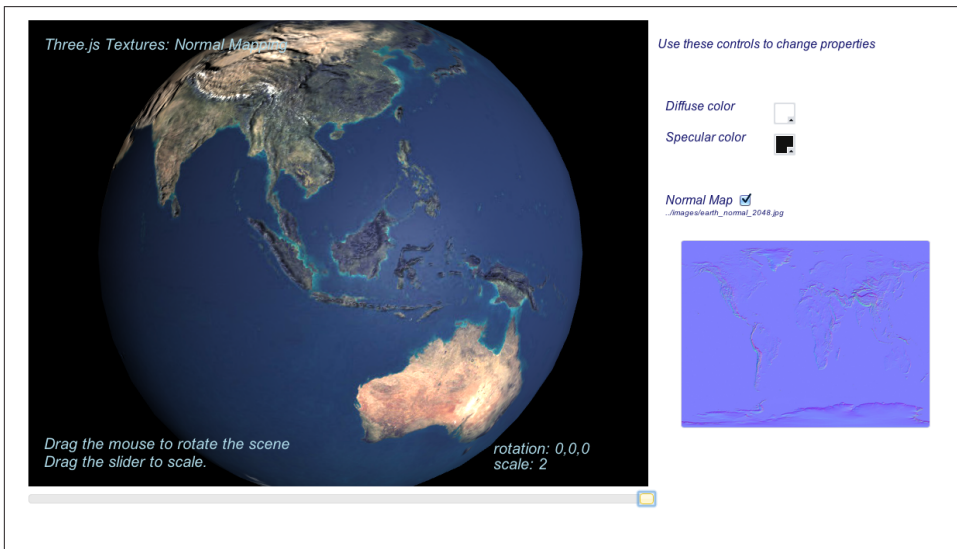 Three.js Textures: Normal Mapping
Use these controls to change properties
Diffuse color
Specular color
Normal Map
../images/earth_normal_2048.jpg
Drag the mouse to rotate the scene
Drag the slider to scale.
rotation: 0,0,0
scale: 2